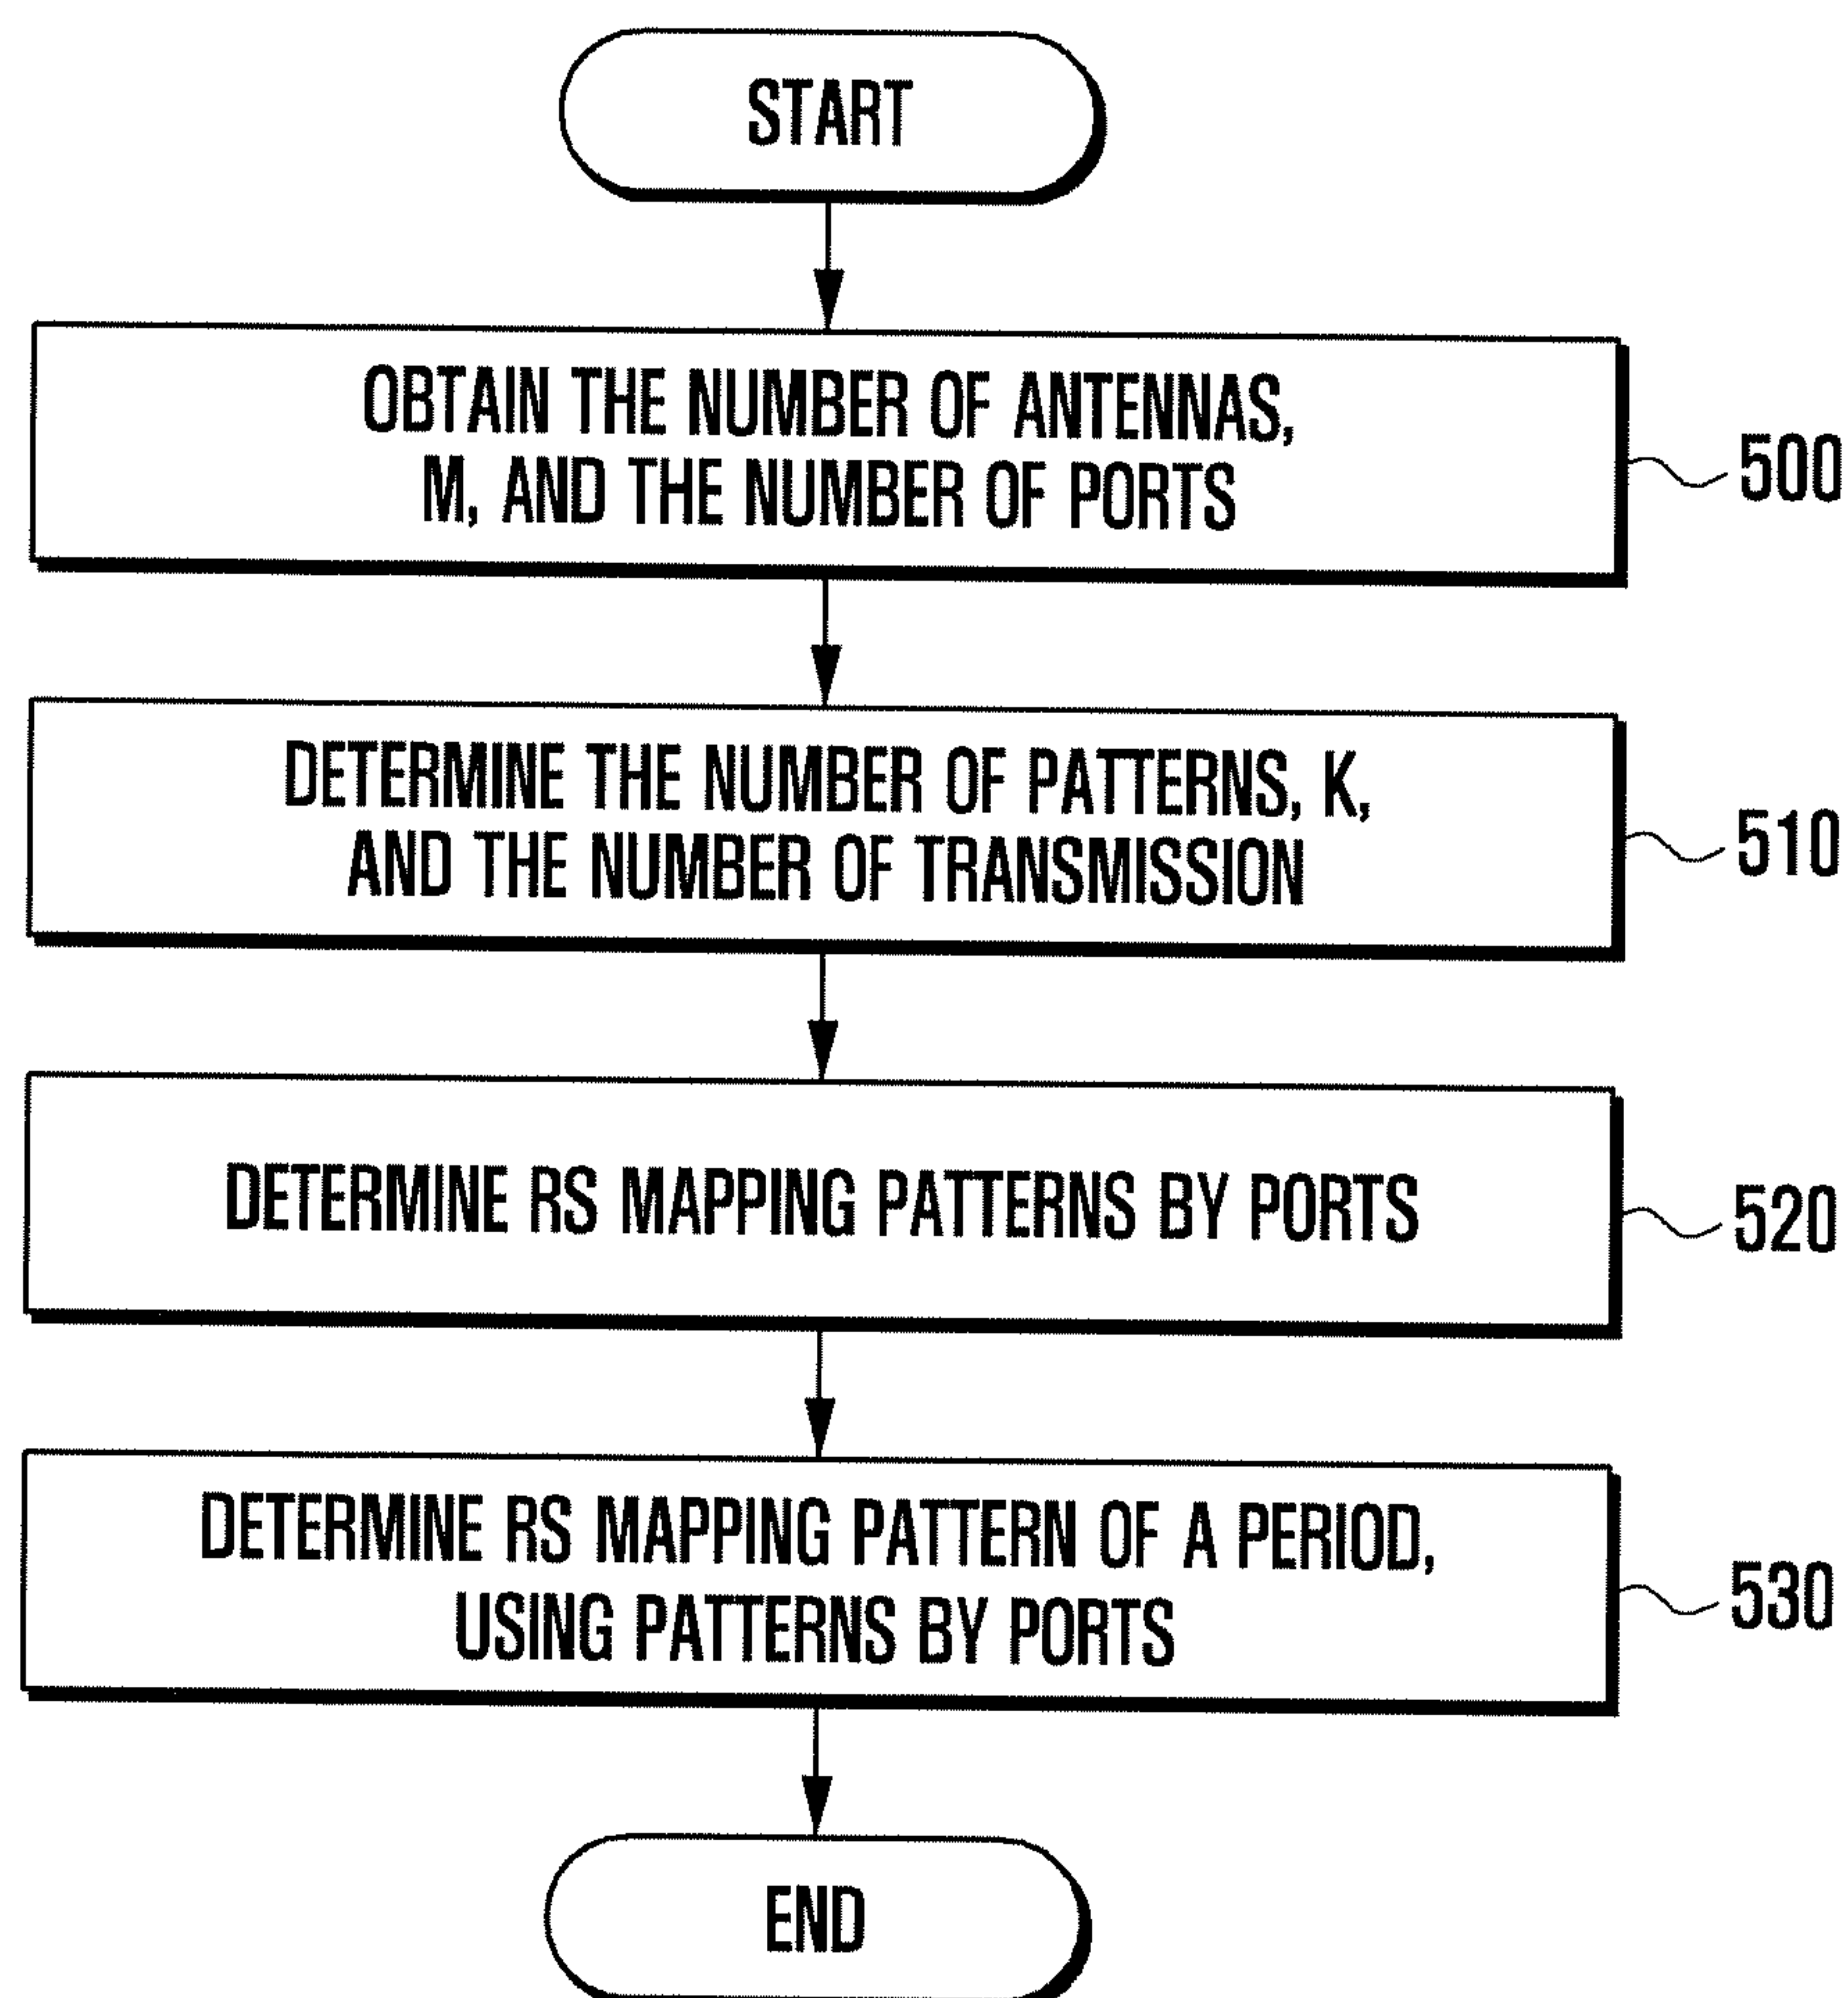 START
OBTAIN THE NUMBER OF ANTENNAS,
M, AND THE NUMBER OF PORTS
500
DETERMINE THE NUMBER OF PATTERNS, K,
AND THE NUMBER OF TRANSMISSION
510
DETERMINE RS MAPPING PATTERNS BY PORTS
520
DETERMINE RS MAPPING PATTERN OF A PERIOD,
USING PATTERNS BY PORTS
530
END